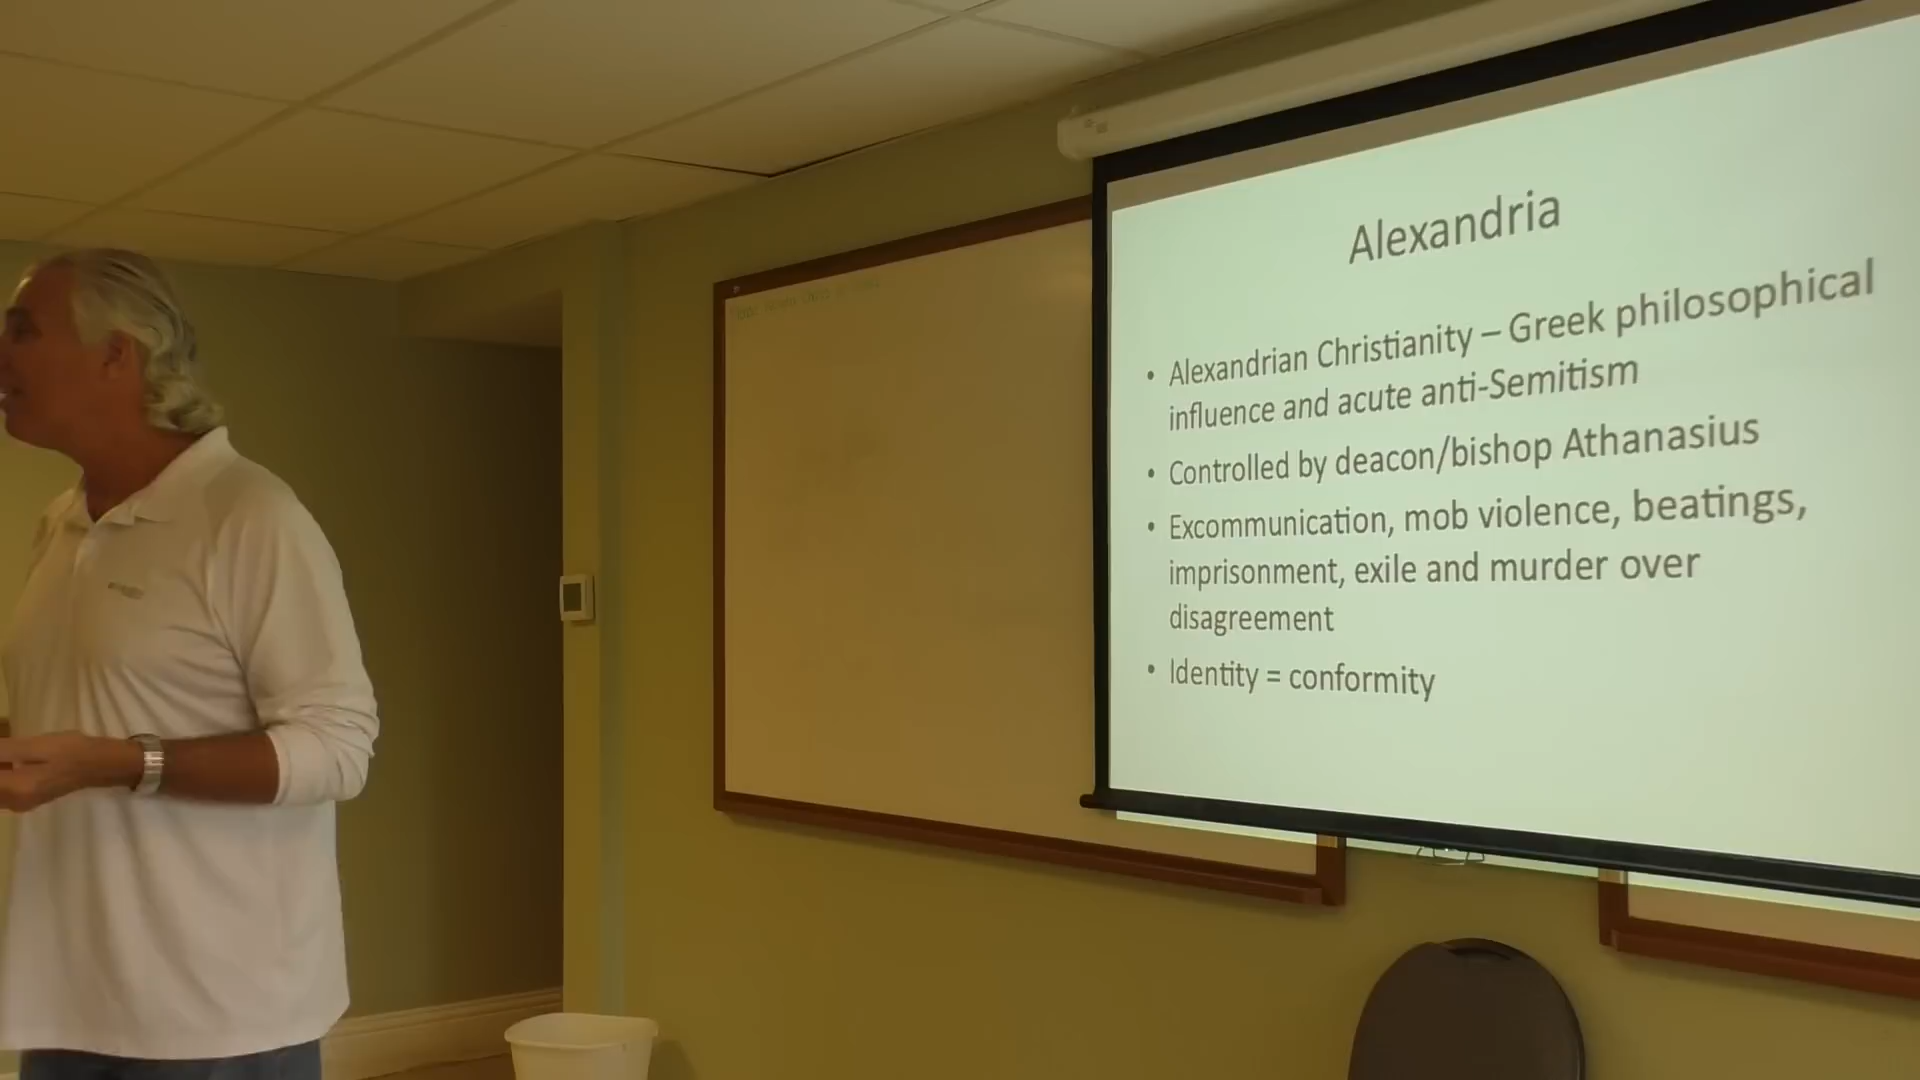 Alexandria
• Alexandrian Christianity – Greek philosophical
influence and acute anti-Semitism
• Controlled by deacon/bishop Athanasius
• Excommunication, mob violence, beatings,
imprisonment, exile and murder over
disagreement
• Identity = conformity